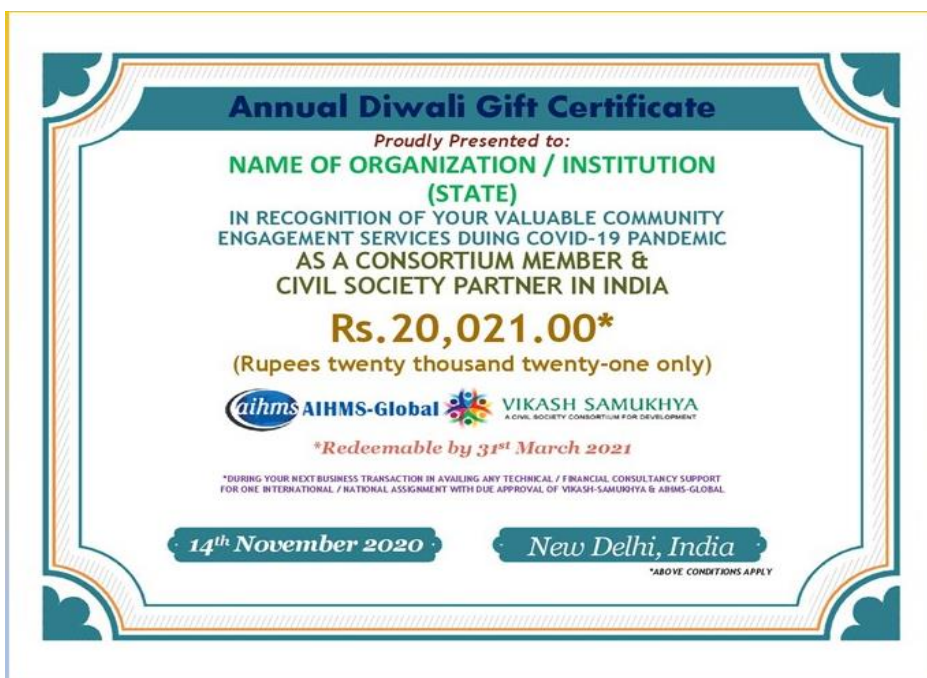 Annual Diwali Gift Certificate
Proudly Presented to:
NAME OF ORGANIZATION / INSTITUTION
(STATE)
IN RECOGNITION OF YOUR VALUABLE COMMUNITY
ENGAGEMENT SERVICES DUING COVID-19 PANDEMIC
AS A CONSORTIUM MEMBER &
CIVIL SOCIETY PARTNER IN INDIA
Rs.20,021.00*
(Rupees twenty thousand twenty-one only)
aihms AIHMS-Global VIKASH SAMUKHYA
A CIVIL SOCIETY CONSORTIUM FOR DEVELOPMENT
*Redeemable by 31st March 2021
*DURING YOUR NEXT BUSINESS TRANSACTION IN AVAILING ANY TECHNICAL / FINANCIAL CONSULTANCY SUPPORT
FOR ONE INTERNATIONAL / NATIONAL ASSIGNMENT WITH DUE APPROVAL OF VIKASH-SAMUKHYA & AIHMS-GLOBAL
14th November 2020 New Delhi, India
*ABOVE CONDITIONS APPLY